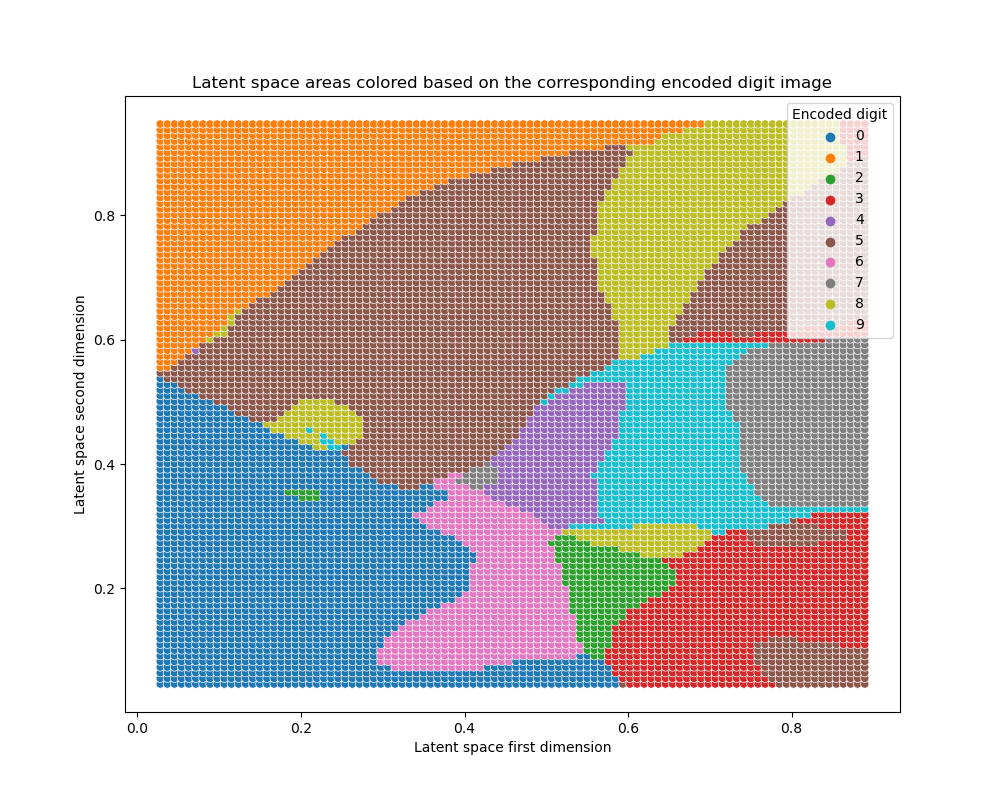 Latent space areas colored based on the corresponding encoded digit image
Encoded digit
0
1
2
3
4
5
6
7
8
9
Latent space second dimension
0.8
0.6
0.4
0.2
0.0 0.2 0.4 0.6 0.8
Latent space first dimension